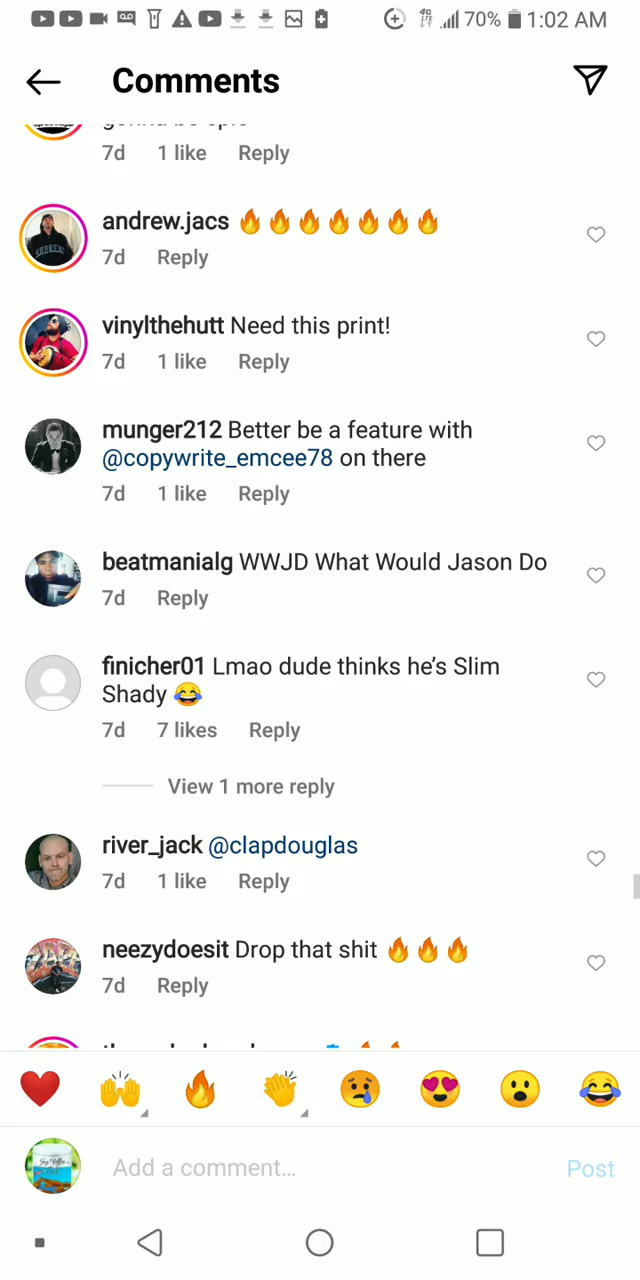 70% 1:02 AM
Comments
7d 1 like Reply
andrew.jacs 🔥🔥🔥🔥🔥🔥🔥
7d Reply
vinylthehutt Need this print!
7d 1 like Reply
munger212 Better be a feature with
@copywrite_emcee78 on there
7d 1 like Reply
beatmanialg WWJD What Would Jason Do
7d Reply
finicher01 Lmao dude thinks he's Slim
Shady 😂
7d 7 likes Reply
View 1 more reply
river_jack @clapdouglas
7d 1 like Reply
neezydoesit Drop that shit 🔥🔥🔥
7d Reply
Add a comment... Post